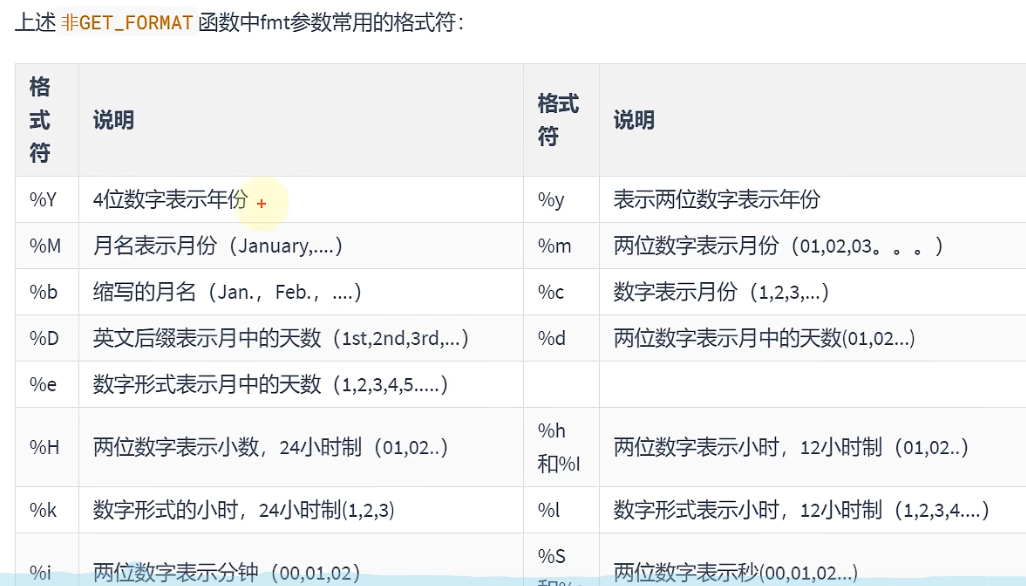 上述 非GET_FORMAT 函数中fmt参数常用的格式符：
格式符 说明 格式符 说明
%Y 4位数字表示年份 %y 表示两位数字表示年份
%M 月名表示月份（January,....） %m 两位数字表示月份（01,02,03。。。）
%b 缩写的月名（Jan.，Feb.，....） %c 数字表示月份（1,2,3,...）
%D 英文后缀表示月中的天数（1st,2nd,3rd,...） %d 两位数字表示月中的天数(01,02...)
%e 数字形式表示月中的天数（1,2,3,4,5.....）
%H 两位数字表示小数，24小时制（01,02..） %h和%I 两位数字表示小时，12小时制（01,02..）
%k 数字形式的小时，24小时制(1,2,3) %l 数字形式表示小时，12小时制（1,2,3,4....）
%i 两位数字表示分钟（00,01,02） %S 两位数字表示秒(00,01,02...)